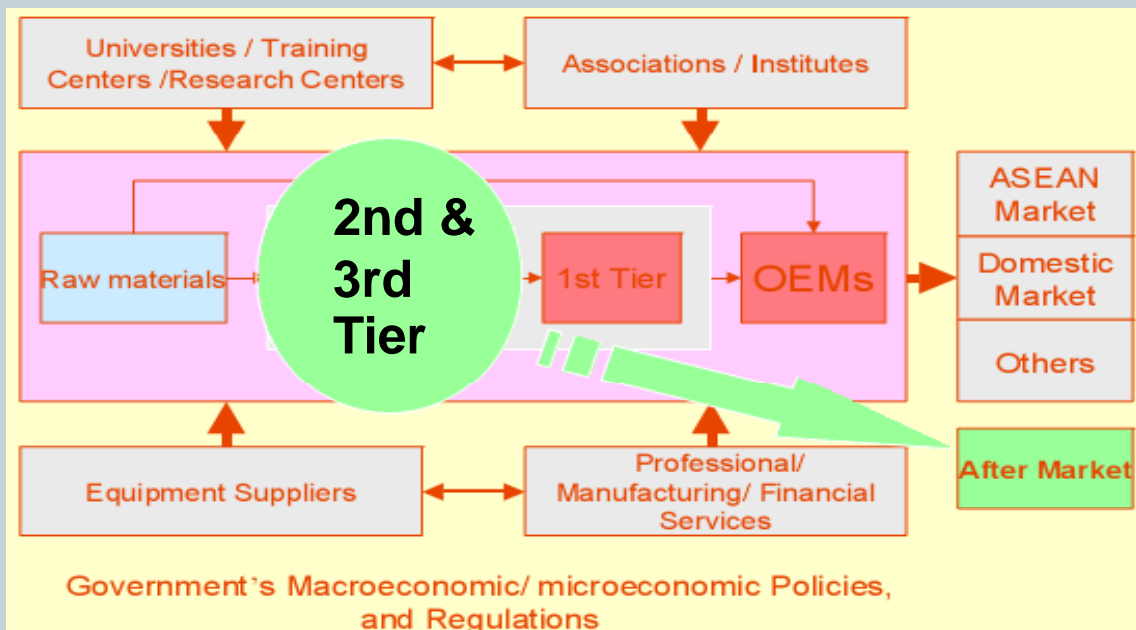 Universities / Training
Centers /Research Centers
Associations / Institutes
Raw materials
2nd &
3rd
Tier
1st Tier
OEMs
ASEAN
Market
Domestic
Market
Others
After Market
Equipment Suppliers
Professional/
Manufacturing/ Financial
Services
Government's Macroeconomic/ microeconomic Policies,
and Regulations